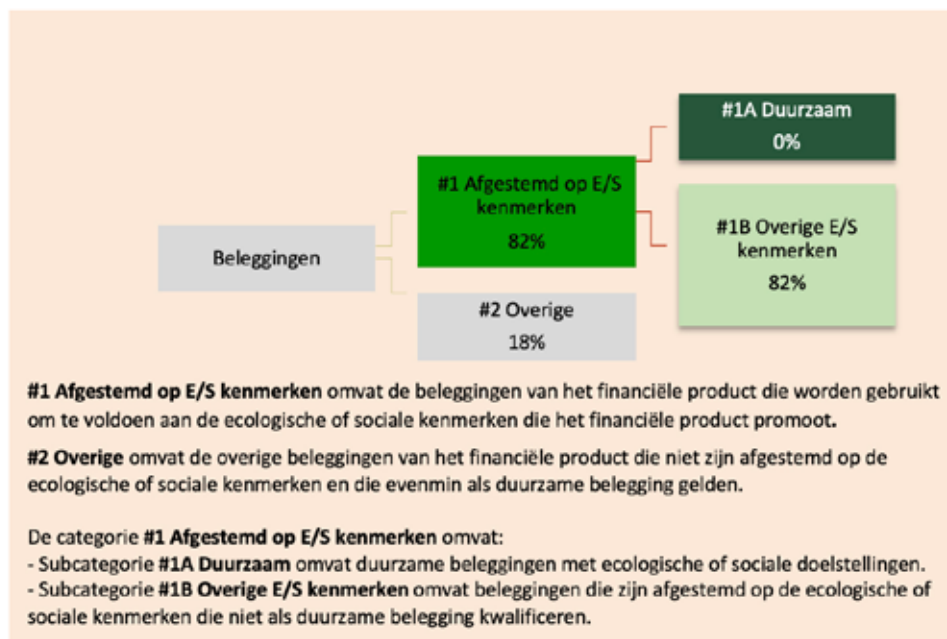 #1A Duurzaam
0%
#1 Afgestemd op E/S
kenmerken
82%
#1B Overige E/S
kenmerken
82%
Beleggingen
#2 Overige
18%
#1 Afgestemd op E/S kenmerken omvat de beleggingen van het financiële product die worden gebruikt
om te voldoen aan de ecologische of sociale kenmerken die het financiële product promoot.
#2 Overige omvat de overige beleggingen van het financiële product die niet zijn afgestemd op de
ecologische of sociale kenmerken en die evenmin als duurzame belegging gelden.
De categorie #1 Afgestemd op E/S kenmerken omvat:
- Subcategorie #1A Duurzaam omvat duurzame beleggingen met ecologische of sociale doelstellingen.
- Subcategorie #1B Overige E/S kenmerken omvat beleggingen die zijn afgestemd op de ecologische of
sociale kenmerken die niet als duurzame belegging kwalificeren.